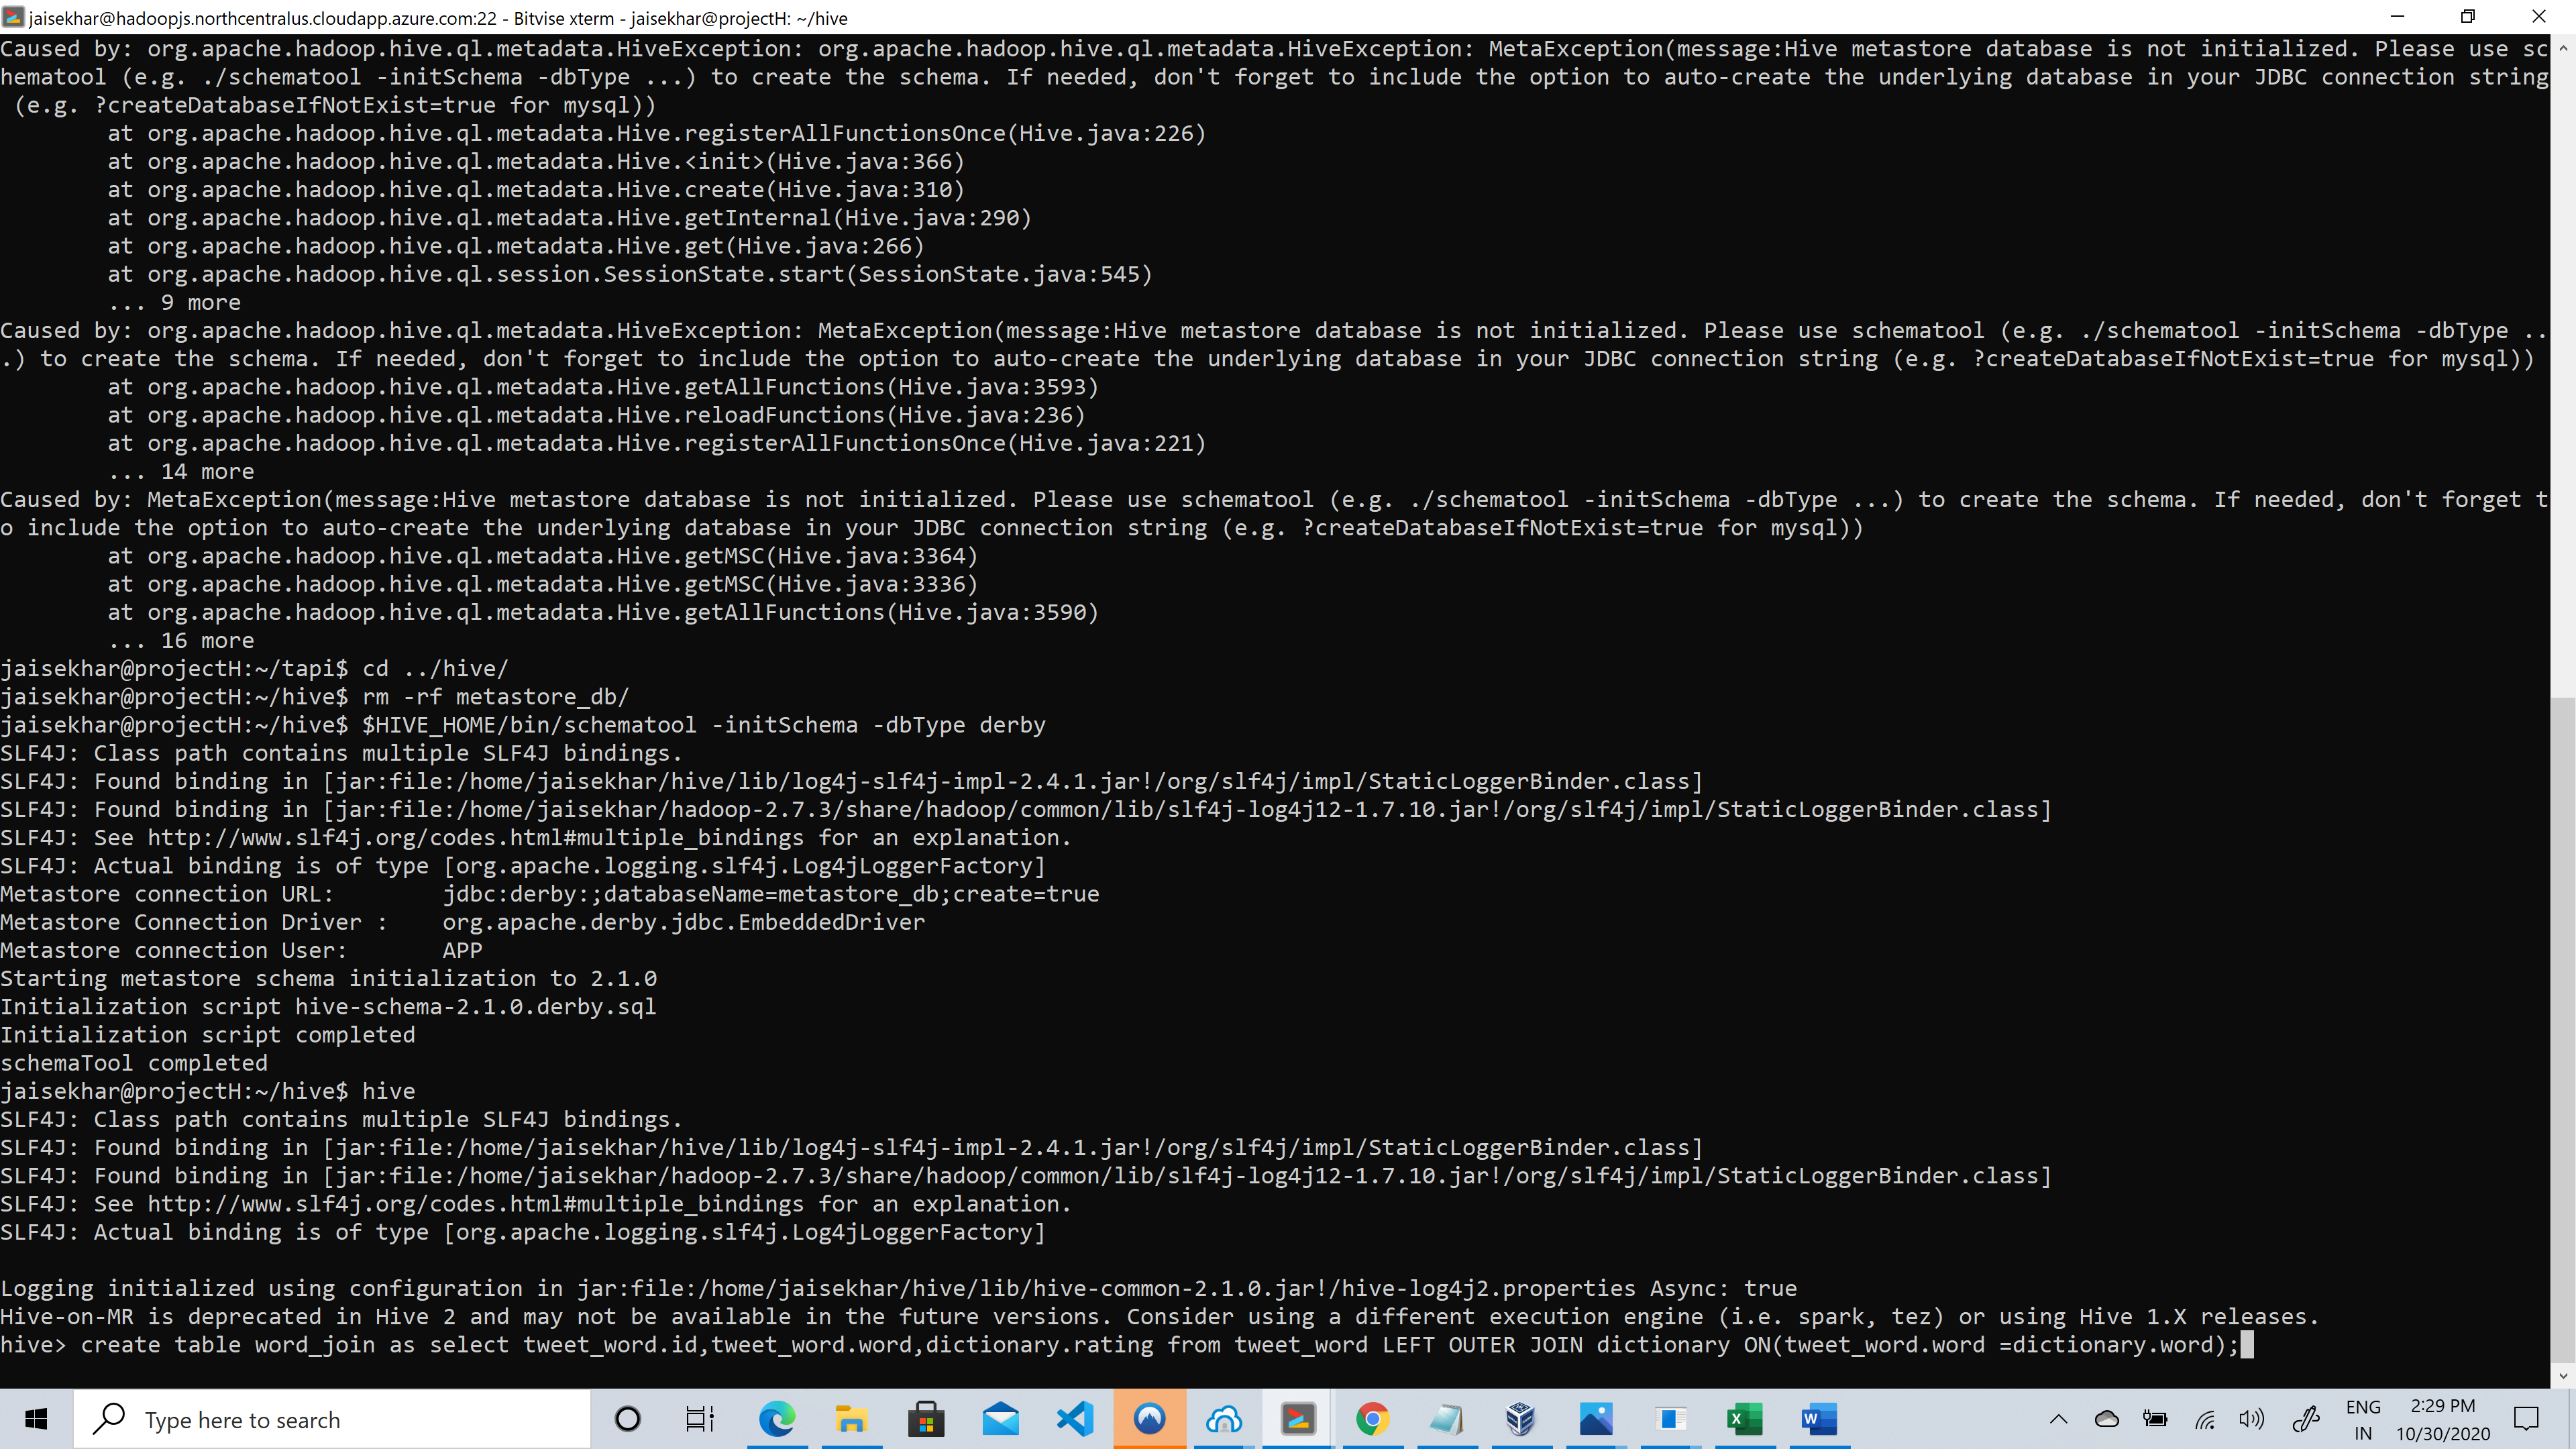 jaisekhar@hadoopjs.northcentralus.cloudapp.azure.com:22 - Bitvise xterm - jaisekhar@projectH: ~/hive
Caused by: org.apache.hadoop.hive.ql.metadata.HiveException: org.apache.hadoop.hive.ql.metadata.HiveException: MetaException(message:Hive metastore database is not initialized. Please use sc
hematool (e.g. ./schematool -initSchema -dbType ...) to create the schema. If needed, don't forget to include the option to auto-create the underlying database in your JDBC connection string
 (e.g. ?createDatabaseIfNotExist=true for mysql))
        at org.apache.hadoop.hive.ql.metadata.Hive.registerAllFunctionsOnce(Hive.java:226)
        at org.apache.hadoop.hive.ql.metadata.Hive.<init>(Hive.java:366)
        at org.apache.hadoop.hive.ql.metadata.Hive.create(Hive.java:310)
        at org.apache.hadoop.hive.ql.metadata.Hive.getInternal(Hive.java:290)
        at org.apache.hadoop.hive.ql.metadata.Hive.get(Hive.java:266)
        at org.apache.hadoop.hive.ql.session.SessionState.start(SessionState.java:545)
        ... 9 more
Caused by: org.apache.hadoop.hive.ql.metadata.HiveException: MetaException(message:Hive metastore database is not initialized. Please use schematool (e.g. ./schematool -initSchema -dbType ..
.) to create the schema. If needed, don't forget to include the option to auto-create the underlying database in your JDBC connection string (e.g. ?createDatabaseIfNotExist=true for mysql))
        at org.apache.hadoop.hive.ql.metadata.Hive.getAllFunctions(Hive.java:3593)
        at org.apache.hadoop.hive.ql.metadata.Hive.reloadFunctions(Hive.java:236)
        at org.apache.hadoop.hive.ql.metadata.Hive.registerAllFunctionsOnce(Hive.java:221)
        ... 14 more
Caused by: MetaException(message:Hive metastore database is not initialized. Please use schematool (e.g. ./schematool -initSchema -dbType ...) to create the schema. If needed, don't forget t
o include the option to auto-create the underlying database in your JDBC connection string (e.g. ?createDatabaseIfNotExist=true for mysql))
        at org.apache.hadoop.hive.ql.metadata.Hive.getMSC(Hive.java:3364)
        at org.apache.hadoop.hive.ql.metadata.Hive.getMSC(Hive.java:3336)
        at org.apache.hadoop.hive.ql.metadata.Hive.getAllFunctions(Hive.java:3590)
        ... 16 more
jaisekhar@projectH:~/tapi$ cd ../hive/
jaisekhar@projectH:~/hive$ rm -rf metastore_db/
jaisekhar@projectH:~/hive$ $HIVE_HOME/bin/schematool -initSchema -dbType derby
SLF4J: Class path contains multiple SLF4J bindings.
SLF4J: Found binding in [jar:file:/home/jaisekhar/hive/lib/log4j-slf4j-impl-2.4.1.jar!/org/slf4j/impl/StaticLoggerBinder.class]
SLF4J: Found binding in [jar:file:/home/jaisekhar/hadoop-2.7.3/share/hadoop/common/lib/slf4j-log4j12-1.7.10.jar!/org/slf4j/impl/StaticLoggerBinder.class]
SLF4J: See http://www.slf4j.org/codes.html#multiple_bindings for an explanation.
SLF4J: Actual binding is of type [org.apache.logging.slf4j.Log4jLoggerFactory]
Metastore connection URL:        jdbc:derby:;databaseName=metastore_db;create=true
Metastore Connection Driver :    org.apache.derby.jdbc.EmbeddedDriver
Metastore connection User:       APP
Starting metastore schema initialization to 2.1.0
Initialization script hive-schema-2.1.0.derby.sql
Initialization script completed
schemaTool completed
jaisekhar@projectH:~/hive$ hive
SLF4J: Class path contains multiple SLF4J bindings.
SLF4J: Found binding in [jar:file:/home/jaisekhar/hive/lib/log4j-slf4j-impl-2.4.1.jar!/org/slf4j/impl/StaticLoggerBinder.class]
SLF4J: Found binding in [jar:file:/home/jaisekhar/hadoop-2.7.3/share/hadoop/common/lib/slf4j-log4j12-1.7.10.jar!/org/slf4j/impl/StaticLoggerBinder.class]
SLF4J: See http://www.slf4j.org/codes.html#multiple_bindings for an explanation.
SLF4J: Actual binding is of type [org.apache.logging.slf4j.Log4jLoggerFactory]
Logging initialized using configuration in jar:file:/home/jaisekhar/hive/lib/hive-common-2.1.0.jar!/hive-log4j2.properties Async: true
Hive-on-MR is deprecated in Hive 2 and may not be available in the future versions. Consider using a different execution engine (i.e. spark, tez) or using Hive 1.X releases.
hive> create table word_join as select tweet_word.id,tweet_word.word,dictionary.rating from tweet_word LEFT OUTER JOIN dictionary ON(tweet_word.word =dictionary.word);
Type here to search
ENG
IN
2:29 PM
10/30/2020